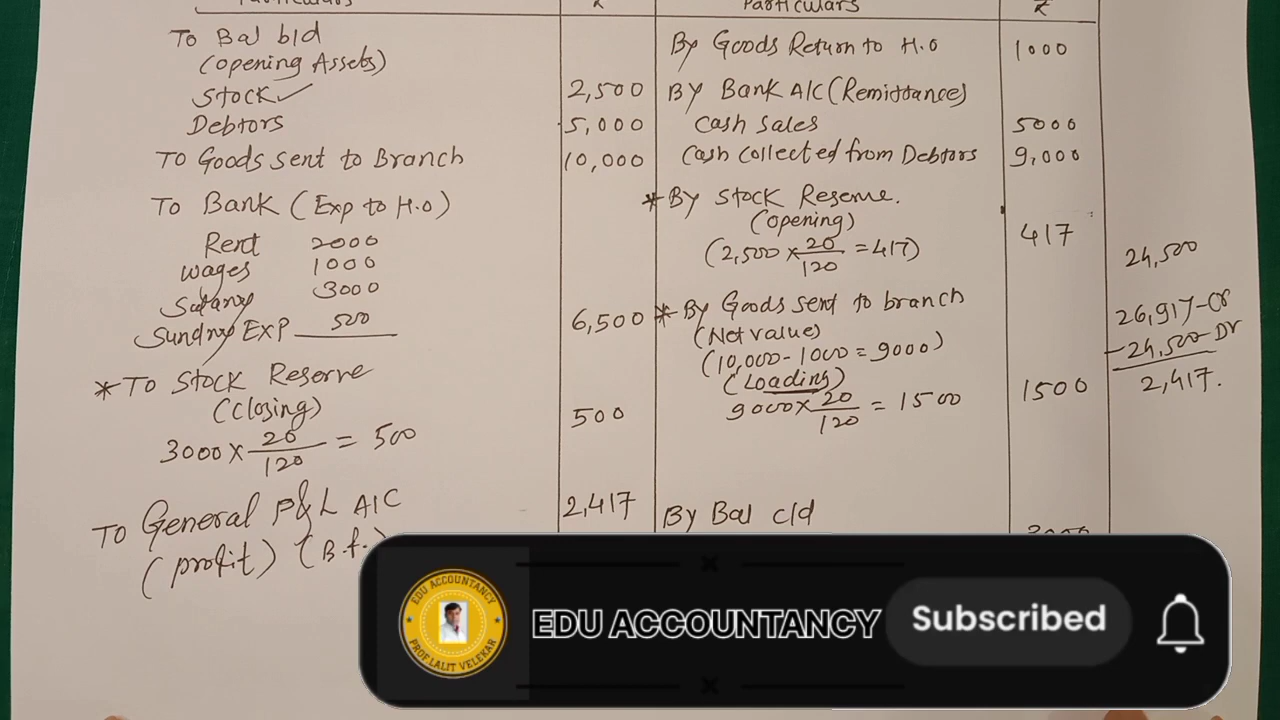 Particulars ₹ Particulars ₹
To Bal b/d
(opening Assets)
Stock ✓ 2,500
Debtors 5,000
To Goods sent to Branch 10,000
To Bank (Exp to H.o)
Rent 2000
wages 1000
Salary 3000
Sundry Exp 500 6,500
* To Stock Reserve
(closing) 500
3000 x 20/120 = 500
To General P&L A/C 2,417
(profit) (B.f.)
By Goods Return to H.o 1000
By Bank A/C (Remittance)
Cash Sales 5000
Cash collected from Debtors 9,000
* By Stock Reserve.
(opening)
(2,500 x 20/120 = 417) 417
* By Goods sent to branch
(Net value)
(10,000 - 1000 = 9000)
(Loading)
9000 x 20/120 = 1500 1500
By Bal c/d
24,500
26,917-Cr
-24,500-Dr
2,417.
EDU ACCOUNTANCY
PROF.LALIT VELEKAR
EDU ACCOUNTANCY
Subscribed